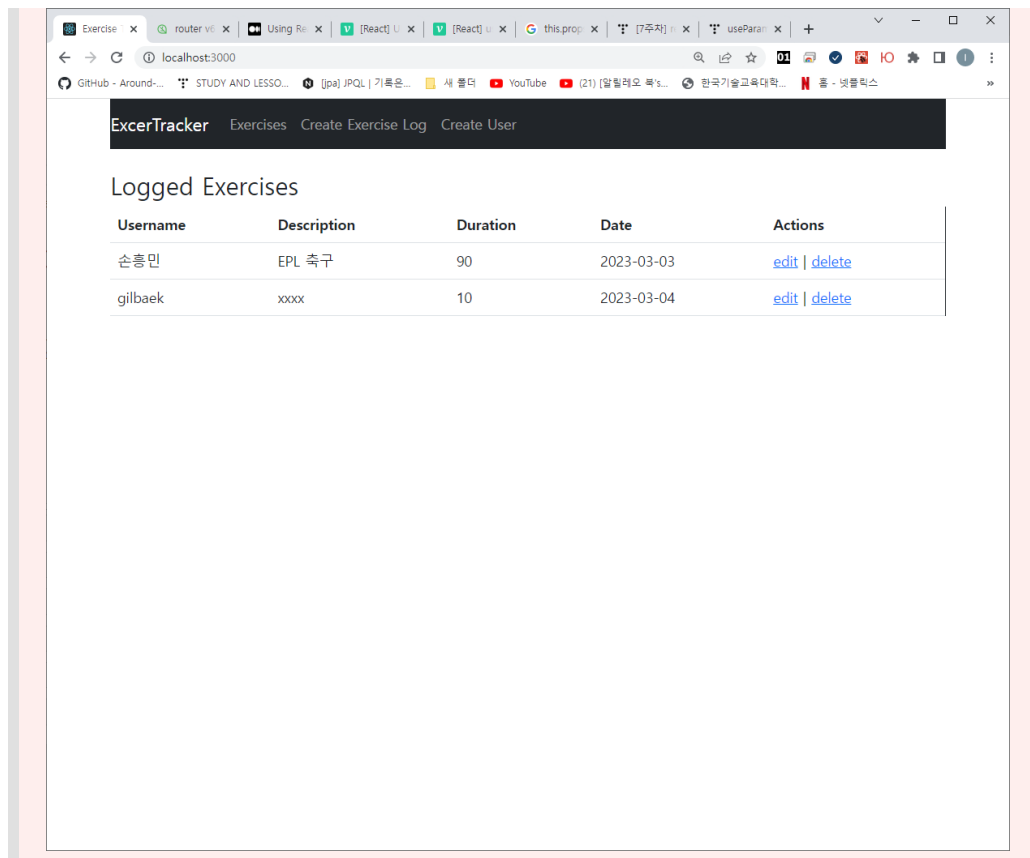 Exercise
router v6
Using Re
[React] U
[React] u
this.prop
[7주차] r
useParam
localhost:3000
GitHub - Around-...
STUDY AND LESSO...
[jpa] JPQL | 기록은...
새 폴더
YouTube
(21) [알릴레오 북's...
한국기술교육대학...
홈 - 넷플릭스
»
ExcerTracker Exercises Create Exercise Log Create User
Logged Exercises
Username Description Duration Date Actions
손흥민 EPL 축구 90 2023-03-03 edit | delete
gilbaek xxxx 10 2023-03-04 edit | delete